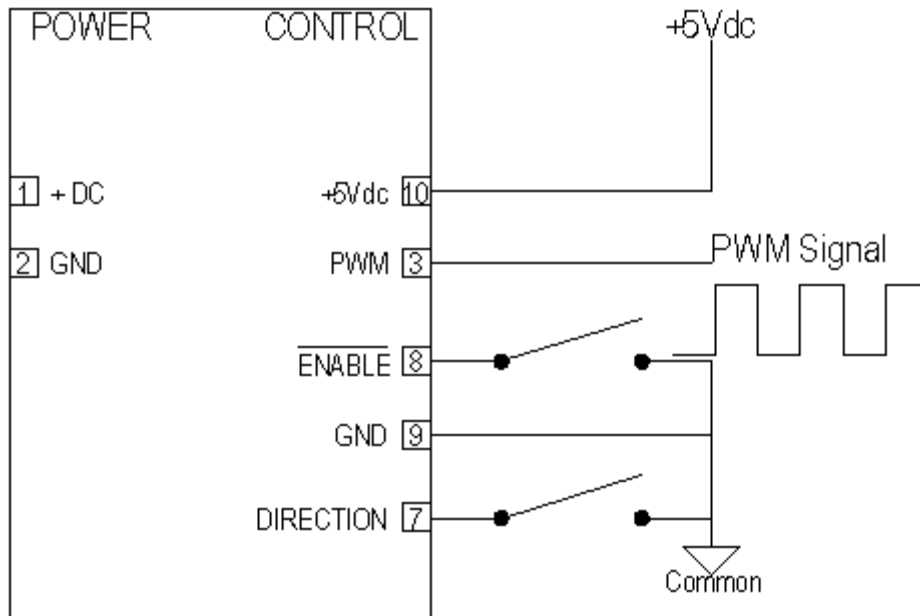 POWER CONTROL +5Vdc
1 + DC +5Vdc 10
2 GND PWM 3 PWM Signal
ENABLE 8
GND 9
DIRECTION 7
Common